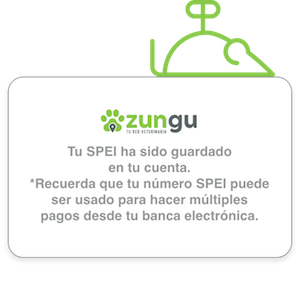 zungu
TU RED VETERINARIA
Tu SPEI ha sido guardado
en tu cuenta.
*Recuerda que tu número SPEI puede
ser usado para hacer múltiples
pagos desde tu banca electrónica.